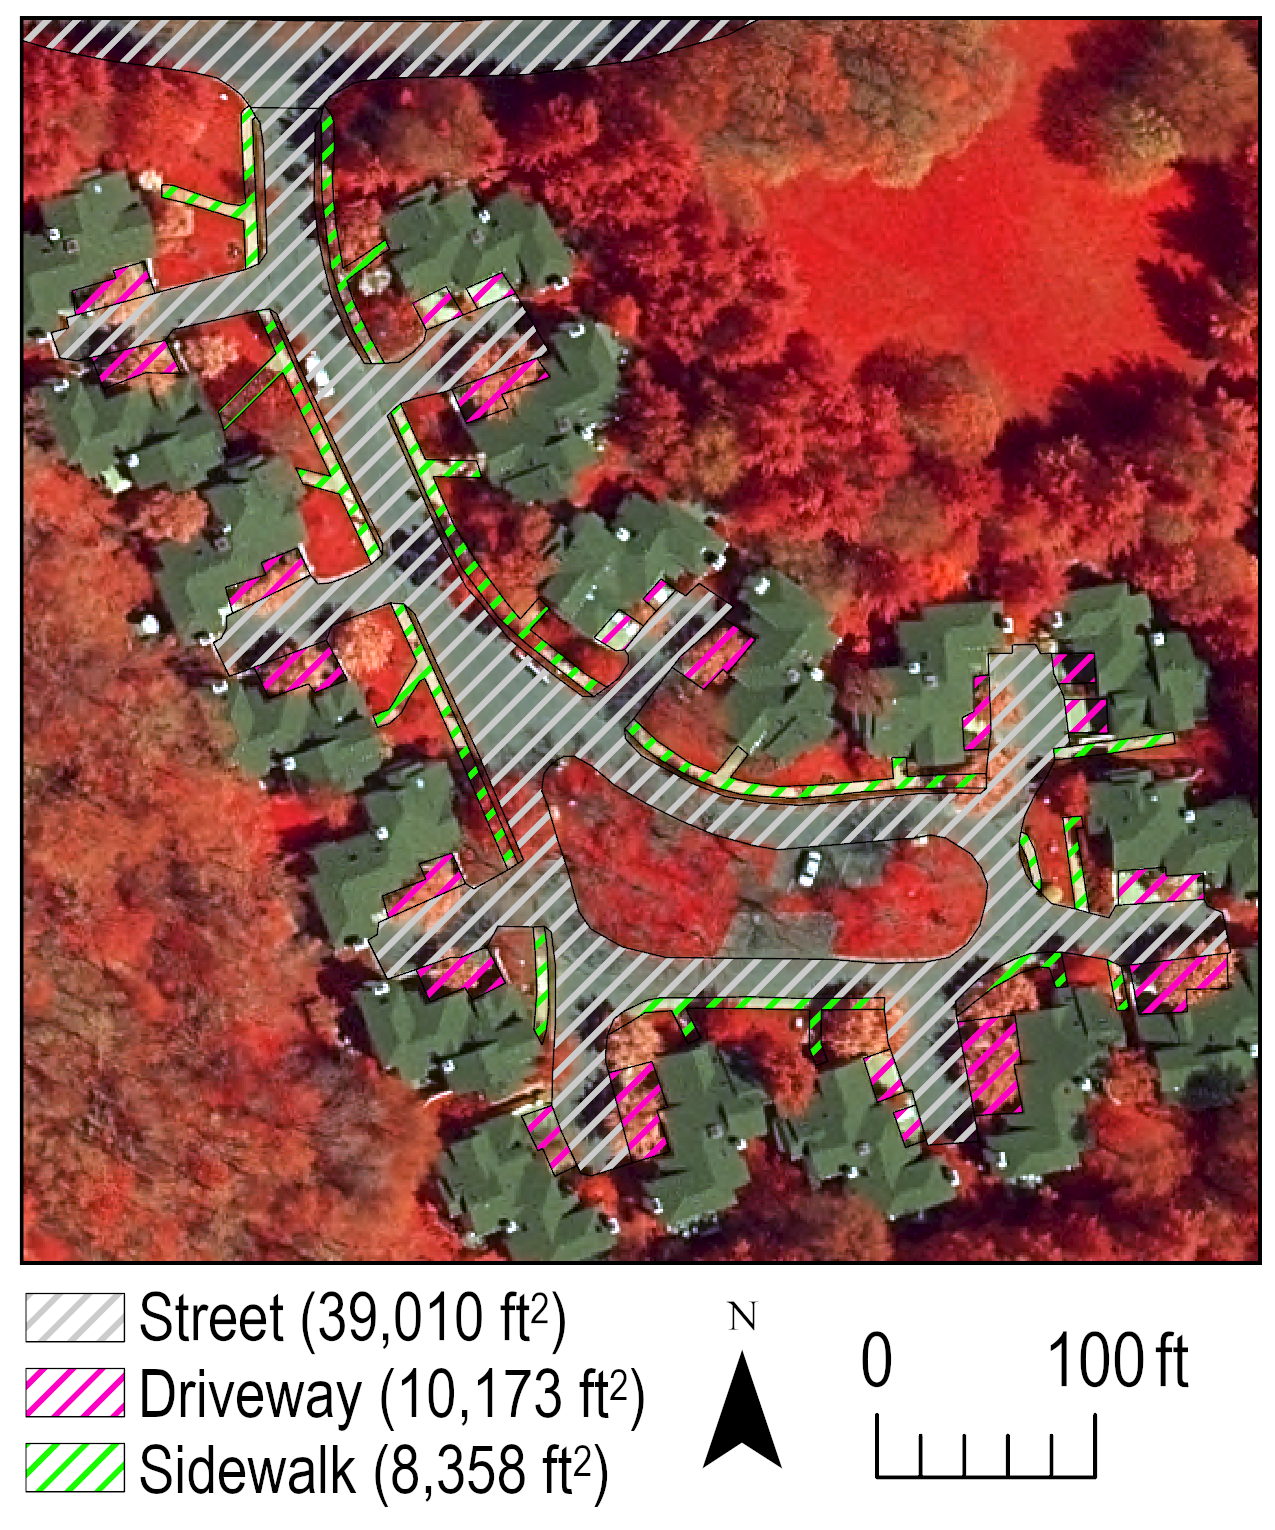 Street (39,010 ft²)
Driveway (10,173 ft²)
Sidewalk (8,358 ft²)
N
0 100 ft